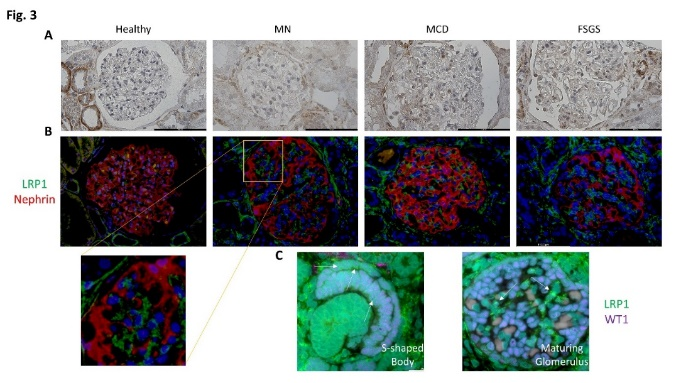 Fig. 3
Healthy
MN
MCD
FSGS
A
B
LRP1
Nephrin
C
S-shaped
Body
Maturing
Glomerulus
LRP1
WT1